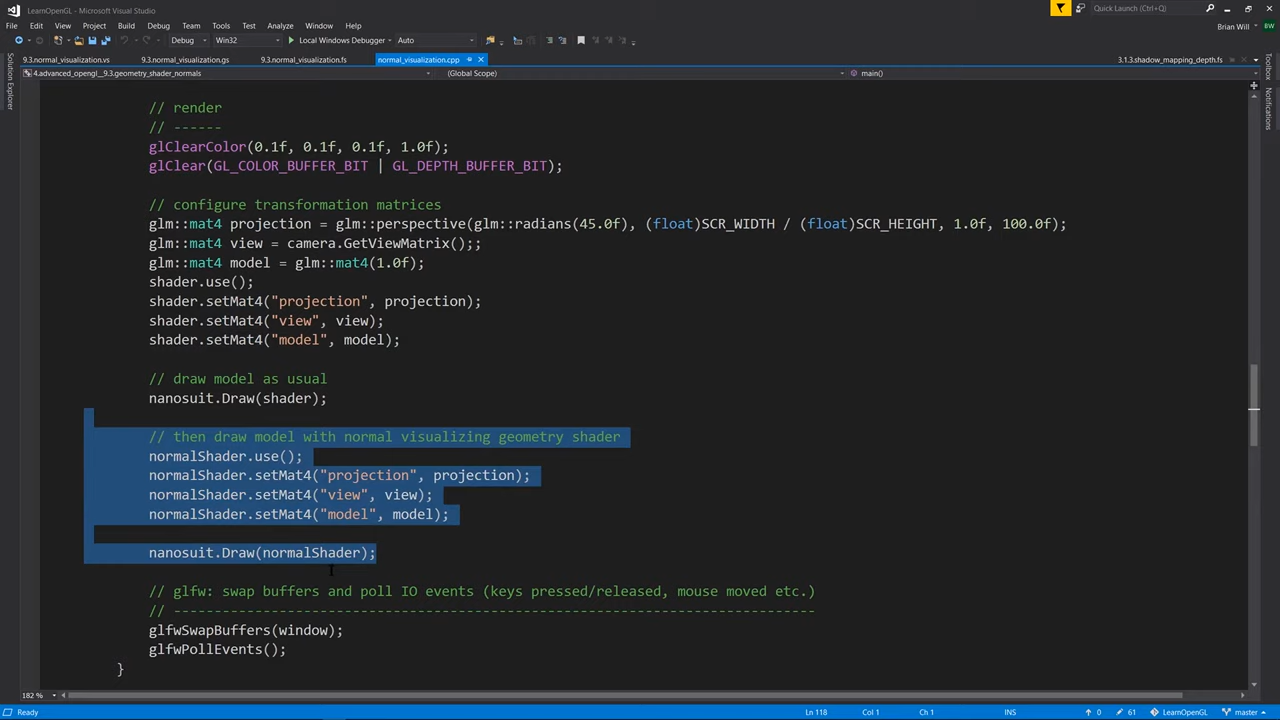 LearnOpenGL - Microsoft Visual Studio
Quick Launch (Ctrl+Q)
File Edit View Project Build Debug Team Tools Test Analyze Window Help
Brian Will
BW
Debug Win32 Local Windows Debugger Auto
9.3.normal_visualization.vs 9.3.normal_visualization.gs 9.3.normal_visualization.fs normal_visualization.cpp 3.1.3.shadow_mapping_depth.fs
4.advanced_opengl__9.3.geometry_shader_normals (Global Scope) main()
Solution Explorer
Toolbox
Notifications
// render
// ------
glClearColor(0.1f, 0.1f, 0.1f, 1.0f);
glClear(GL_COLOR_BUFFER_BIT | GL_DEPTH_BUFFER_BIT);
// configure transformation matrices
glm::mat4 projection = glm::perspective(glm::radians(45.0f), (float)SCR_WIDTH / (float)SCR_HEIGHT, 1.0f, 100.0f);
glm::mat4 view = camera.GetViewMatrix();;
glm::mat4 model = glm::mat4(1.0f);
shader.use();
shader.setMat4("projection", projection);
shader.setMat4("view", view);
shader.setMat4("model", model);
// draw model as usual
nanosuit.Draw(shader);
// then draw model with normal visualizing geometry shader
normalShader.use();
normalShader.setMat4("projection", projection);
normalShader.setMat4("view", view);
normalShader.setMat4("model", model);
nanosuit.Draw(normalShader);
// glfw: swap buffers and poll IO events (keys pressed/released, mouse moved etc.)
// -------------------------------------------------------------------------------
glfwSwapBuffers(window);
glfwPollEvents();
}
182 %
Ready Ln 118 Col 1 Ch 1 INS 0 61 LearnOpenGL master